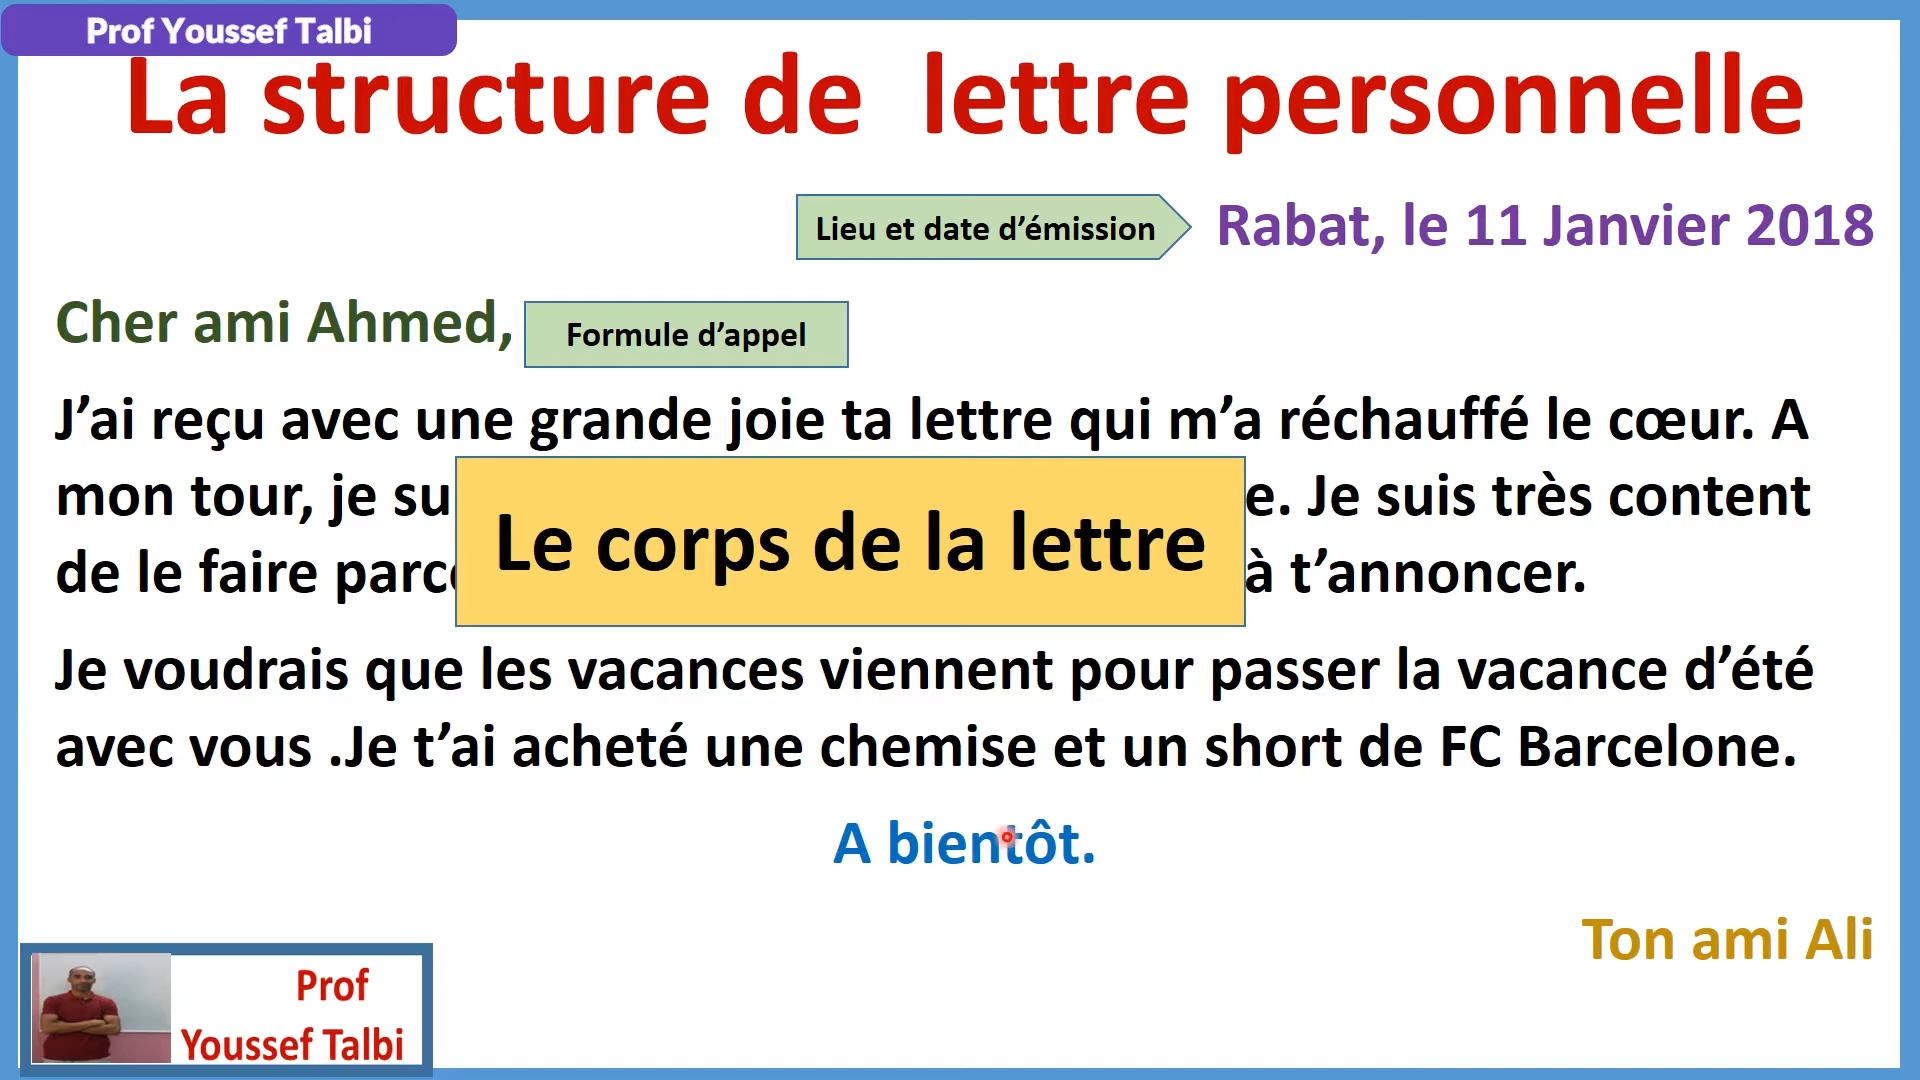 Prof Youssef Talbi
La structure de lettre personnelle
Lieu et date d’émission
Rabat, le 11 Janvier 2018
Cher ami Ahmed,
Formule d’appel
J’ai reçu avec une grande joie ta lettre qui m’a réchauffé le cœur. A
mon tour, je Je suis très content
de le faire à t’annoncer.
Le corps de la lettre
Je voudrais que les vacances viennent pour passer la vacance d’été
avec vous .Je t’ai acheté une chemise et un short de FC Barcelone.
A bientôt.
Ton ami Ali
Prof
Youssef Talbi